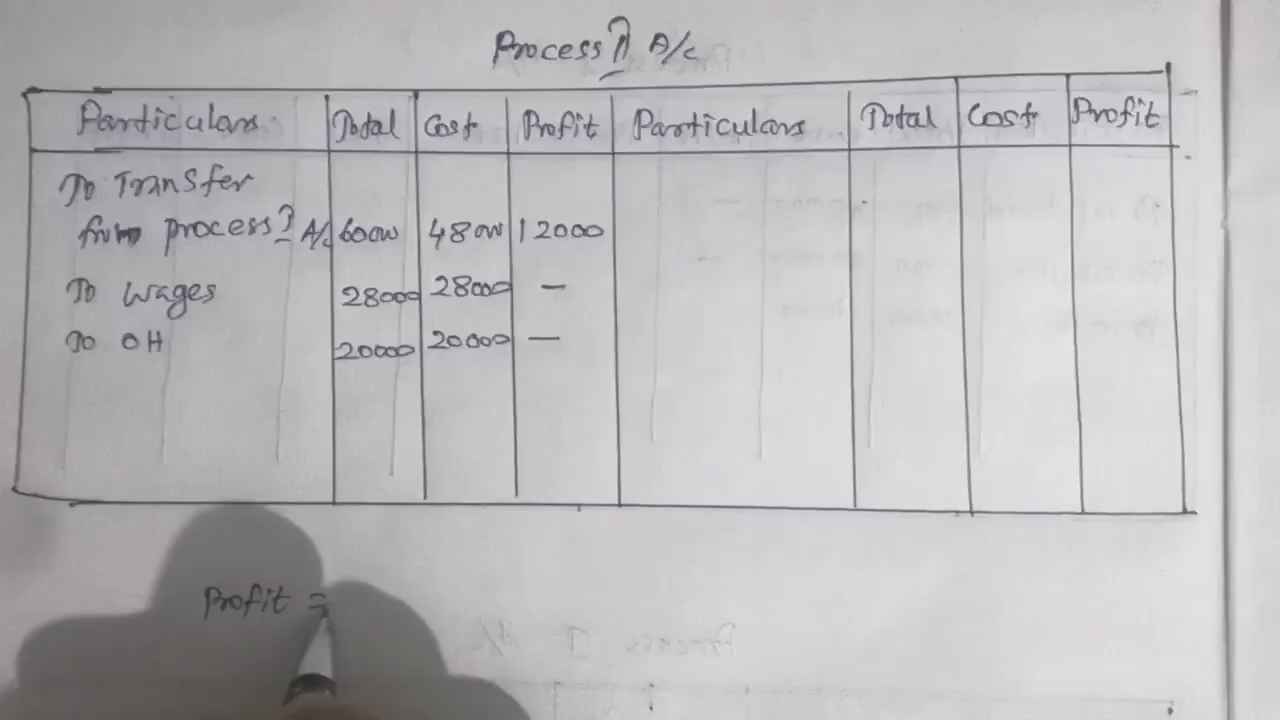 Process II A/c
Particulars Total Cost Profit Particulars Total Cost Profit
To Transfer
from process I A/c 60000 48000 12000
To wages 28000 28000 —
To OH 20000 20000 —
Profit =
Process I A/c